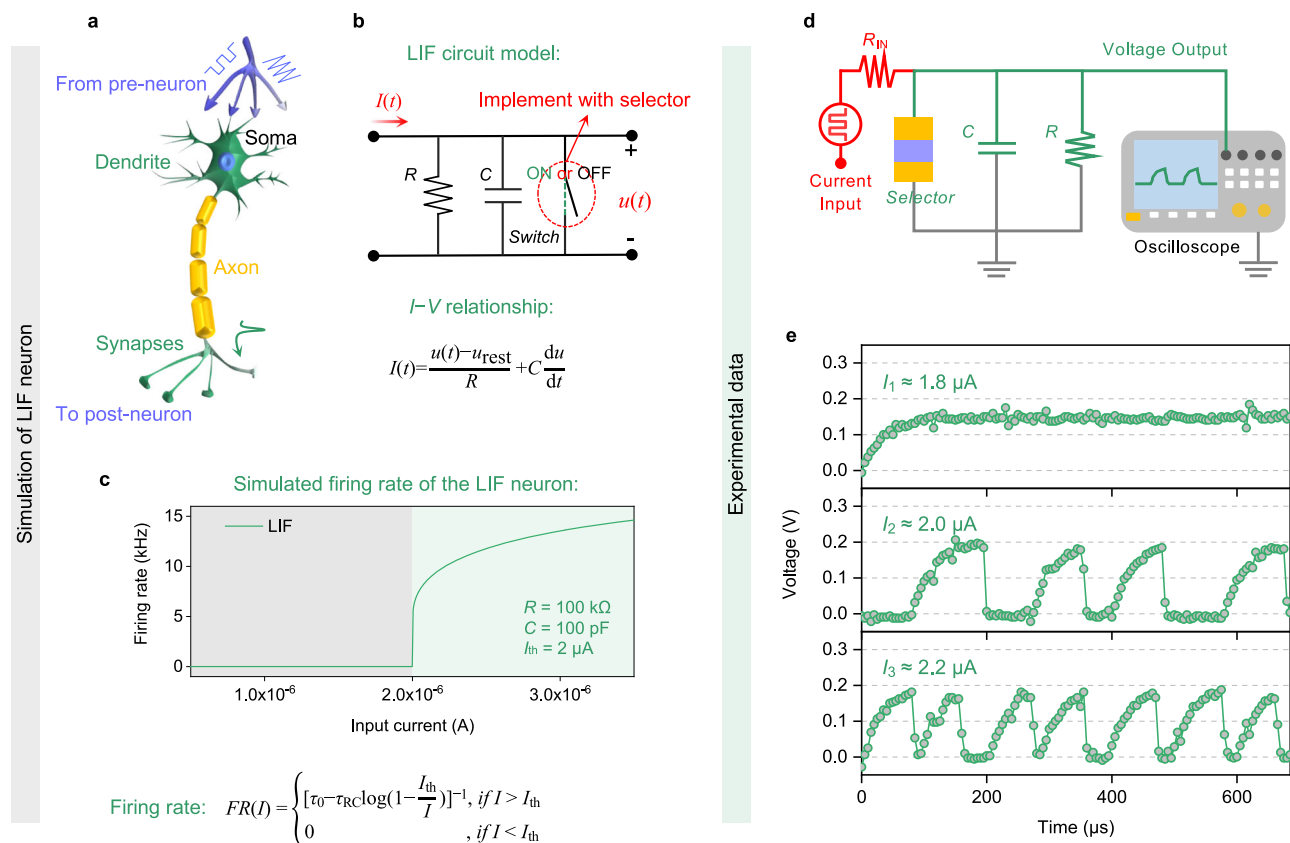 Simulation of LIF neuron
a
From pre-neuron
Soma
Dendrite
Axon
Synapses
To post-neuron
b
LIF circuit model:
Implement with selector
I(t)
R
C
ON or OFF
Switch
+
u(t)
-
I−V relationship:
I(t)=(u(t)−u_rest)/R+C du/dt
c
Simulated firing rate of the LIF neuron:
LIF
Firing rate (kHz)
15
10
5
0
R = 100 kΩ
C = 100 pF
I_th = 2 μA
1.0x10⁻⁶
2.0x10⁻⁶
3.0x10⁻⁶
Input current (A)
Firing rate:
FR(I) = {[τ₀−τ_RC log(1−I_th/I)]⁻¹, if I > I_th
0 , if I < I_th
Experimental data
d
R_IN
Voltage Output
Current
Input
Selector
C
R
Oscilloscope
e
Voltage (V)
0.3
0.2
0.1
0.0
I₁ ≈ 1.8 μA
0.3
0.2
0.1
0.0
I₂ ≈ 2.0 μA
0.3
0.2
0.1
0.0
I₃ ≈ 2.2 μA
0
200
400
600
Time (μs)